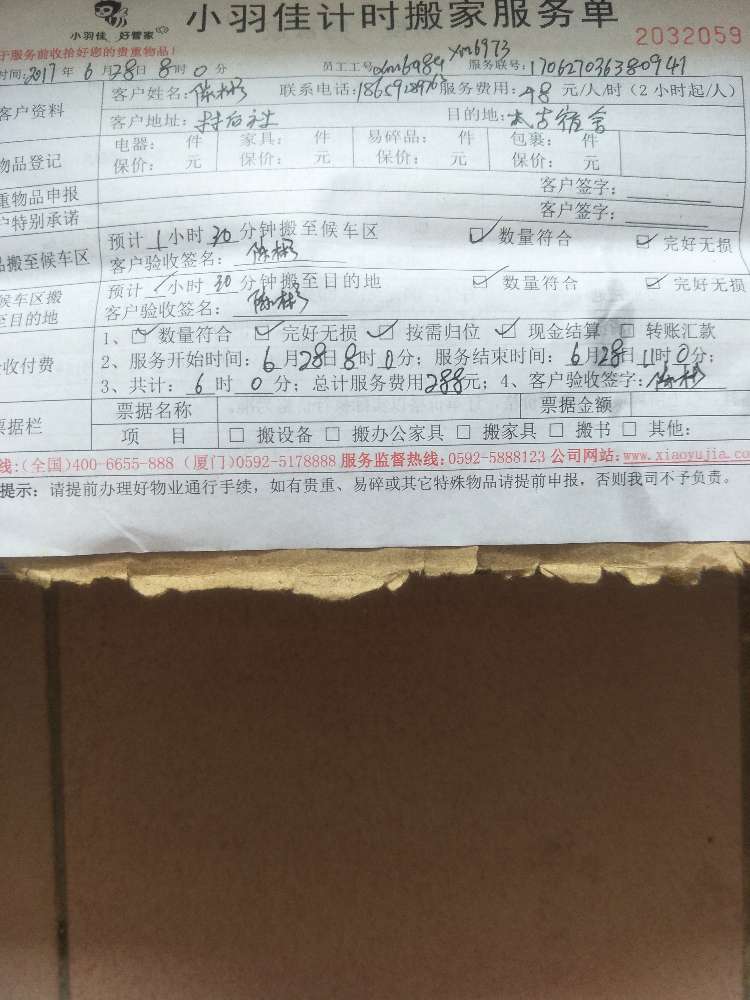 小羽佳 好管家
小羽佳计时搬家服务单
2032059
于服务前收拾好您的贵重物品!
时间:2017年6月28日8时0分 员工工号 xm6984 xm6973 服务联号:170627036380941
客户资料
客户姓名:陈彬 联系电话: 服务费用:48元/人/时(2小时起/人)
客户地址: 目的地:太古宿舍
物品登记
电器: 件 家具: 件 易碎品: 件 包裹: 件
保价: 元 保价: 元 保价: 元 保价: 元
重物品申报 客户签字:
户特别承诺 客户签字:
品搬至候车区
预计1小时30分钟搬至候车区 ☑数量符合 ☑完好无损
客户验收签名:陈彬
候车区搬至目的地
预计1小时30分钟搬至目的地 ☑数量符合 ☑完好无损
客户验收签名:陈彬
收付费
1、☑数量符合 ☑完好无损 ☑按需归位 ☑现金结算 □转账汇款
2、服务开始时间:6月28日8时0分;服务结束时间:6月28日11时0分;
3、共计:6时0分;总计服务费用288元;4、客户验收签字:陈彬
票据栏
票据名称 票据金额
项 目 □搬设备 □搬办公家具 □搬家具 □搬书 □其他:
线:(全国)400-6655-888 (厦门)0592-5178888 服务监督热线:0592-5888123 公司网站:www.xiaoyujia.co
提示:请提前办理好物业通行手续,如有贵重、易碎或其它特殊物品请提前申报,否则我司不予负责。